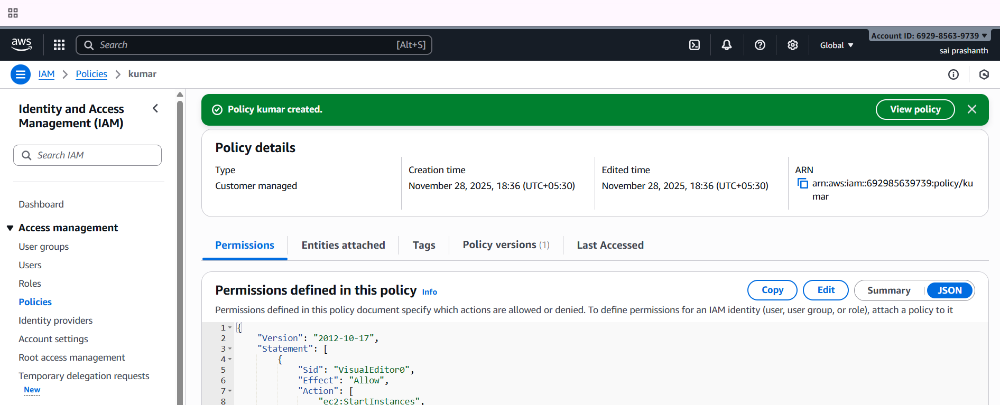 aws
Search
[Alt+S]
Global
Account ID: 6929-8563-9739
sai prashanth
IAM
Policies
kumar
Identity and Access
Management (IAM)
Search IAM
Dashboard
Access management
User groups
Users
Roles
Policies
Identity providers
Account settings
Root access management
Temporary delegation requests
New
Policy kumar created.
View policy
Policy details
Type
Customer managed
Creation time
November 28, 2025, 18:36 (UTC+05:30)
Edited time
November 28, 2025, 18:36 (UTC+05:30)
ARN
arn:aws:iam::692985639739:policy/ku
mar
Permissions
Entities attached
Tags
Policy versions (1)
Last Accessed
Permissions defined in this policy Info
Copy
Edit
Summary
JSON
Permissions defined in this policy document specify which actions are allowed or denied. To define permissions for an IAM identity (user, user group, or role), attach a policy to it
1 {
2 "Version": "2012-10-17",
3 "Statement": [
4 {
5 "Sid": "VisualEditor0",
6 "Effect": "Allow",
7 "Action": [
8 "ec2:StartInstances",